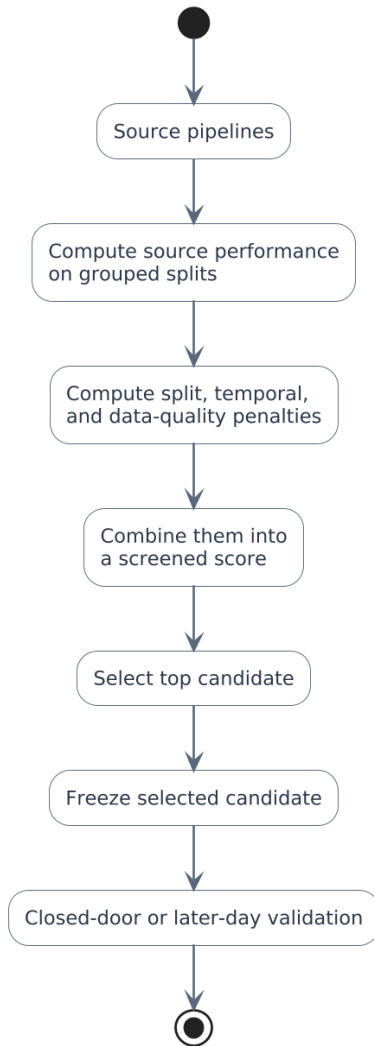 Source pipelines
Compute source performance
on grouped splits
Compute split, temporal,
and data-quality penalties
Combine them into
a screened score
Select top candidate
Freeze selected candidate
Closed-door or later-day validation